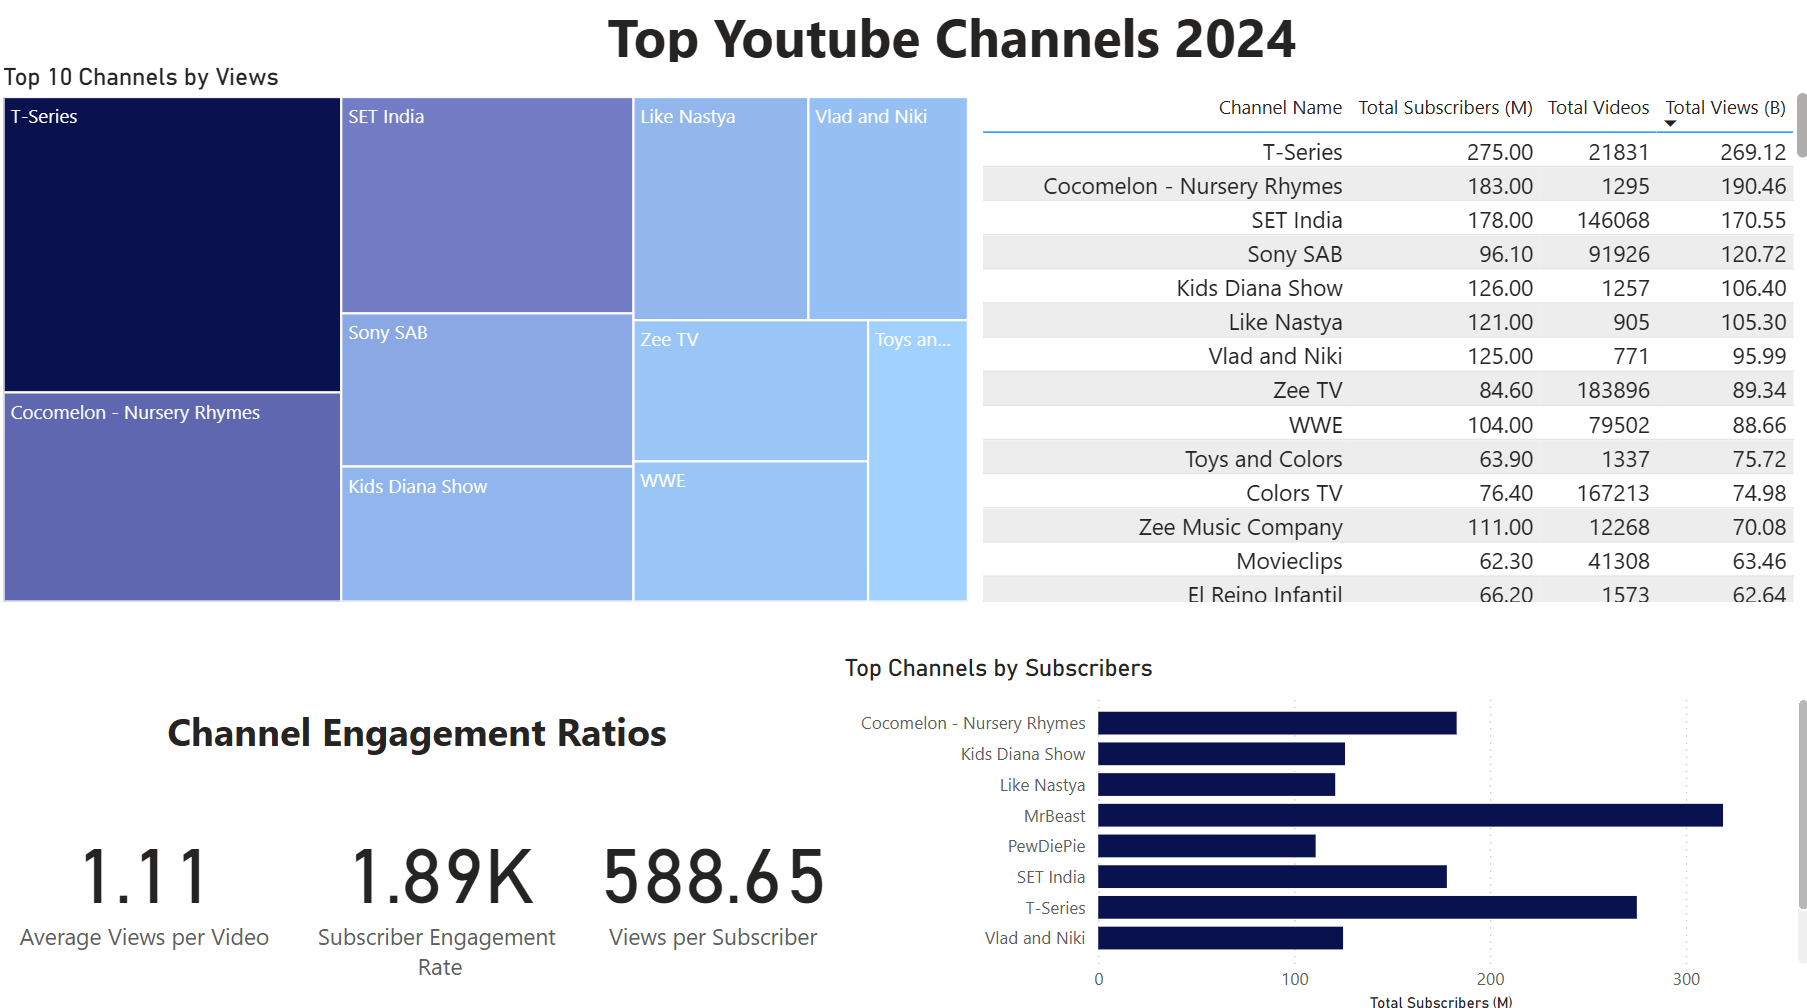 Top Youtube Channels 2024
Top 10 Channels by Views
T-Series
SET India
Like Nastya
Vlad and Niki
Sony SAB
Zee TV
Toys an...
Cocomelon - Nursery Rhymes
Kids Diana Show
WWE
Channel Name Total Subscribers (M) Total Videos Total Views (B)
T-Series 275.00 21831 269.12
Cocomelon - Nursery Rhymes 183.00 1295 190.46
SET India 178.00 146068 170.55
Sony SAB 96.10 91926 120.72
Kids Diana Show 126.00 1257 106.40
Like Nastya 121.00 905 105.30
Vlad and Niki 125.00 771 95.99
Zee TV 84.60 183896 89.34
WWE 104.00 79502 88.66
Toys and Colors 63.90 1337 75.72
Colors TV 76.40 167213 74.98
Zee Music Company 111.00 12268 70.08
Movieclips 62.30 41308 63.46
El Reino Infantil 66.20 1573 62.64
Channel Engagement Ratios
1.11
Average Views per Video
1.89K
Subscriber Engagement
Rate
588.65
Views per Subscriber
Top Channels by Subscribers
Cocomelon - Nursery Rhymes
Kids Diana Show
Like Nastya
MrBeast
PewDiePie
SET India
T-Series
Vlad and Niki
0 100 200 300
Total Subscribers (M)